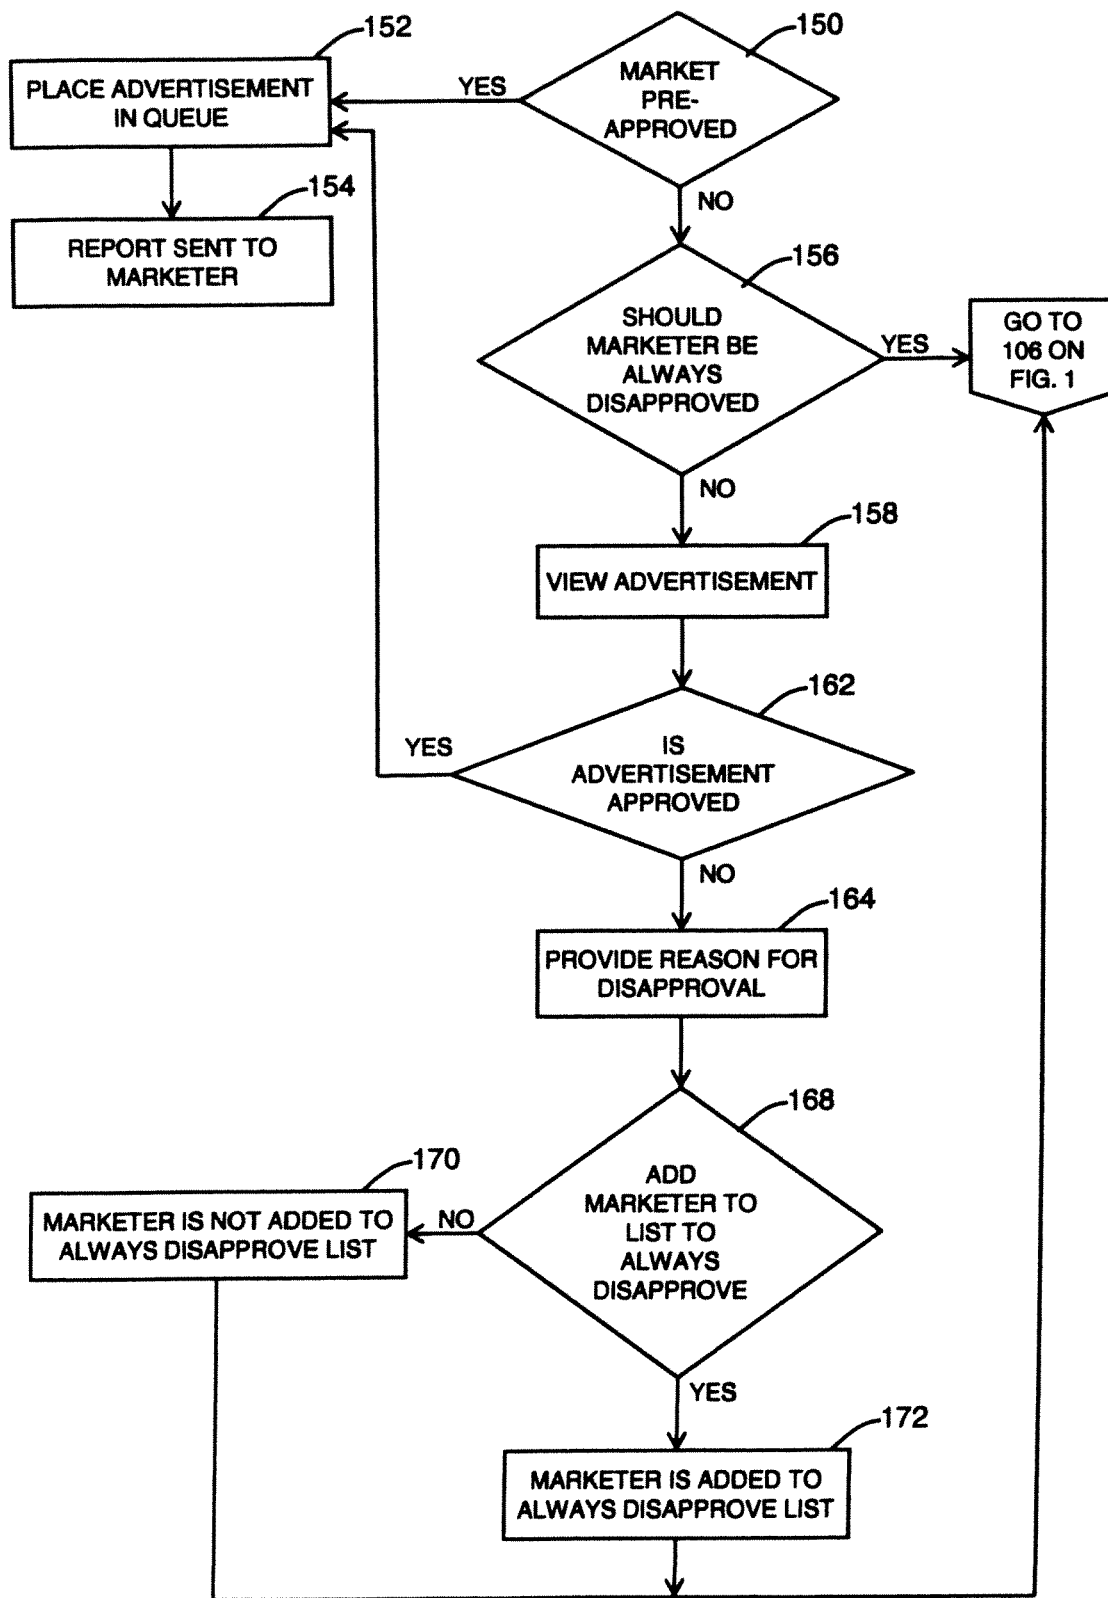 152
PLACE ADVERTISEMENT
IN QUEUE
YES
150
MARKET
PRE-
APPROVED
NO
154
REPORT SENT TO
MARKETER
156
SHOULD
MARKETER BE
ALWAYS
DISAPPROVED
YES
GO TO
106 ON
FIG. 1
NO
158
VIEW ADVERTISEMENT
162
YES
IS
ADVERTISEMENT
APPROVED
NO
164
PROVIDE REASON FOR
DISAPPROVAL
168
ADD
MARKETER TO
LIST TO
ALWAYS
DISAPPROVE
NO
170
MARKETER IS NOT ADDED TO
ALWAYS DISAPPROVE LIST
YES
172
MARKETER IS ADDED TO
ALWAYS DISAPPROVE LIST